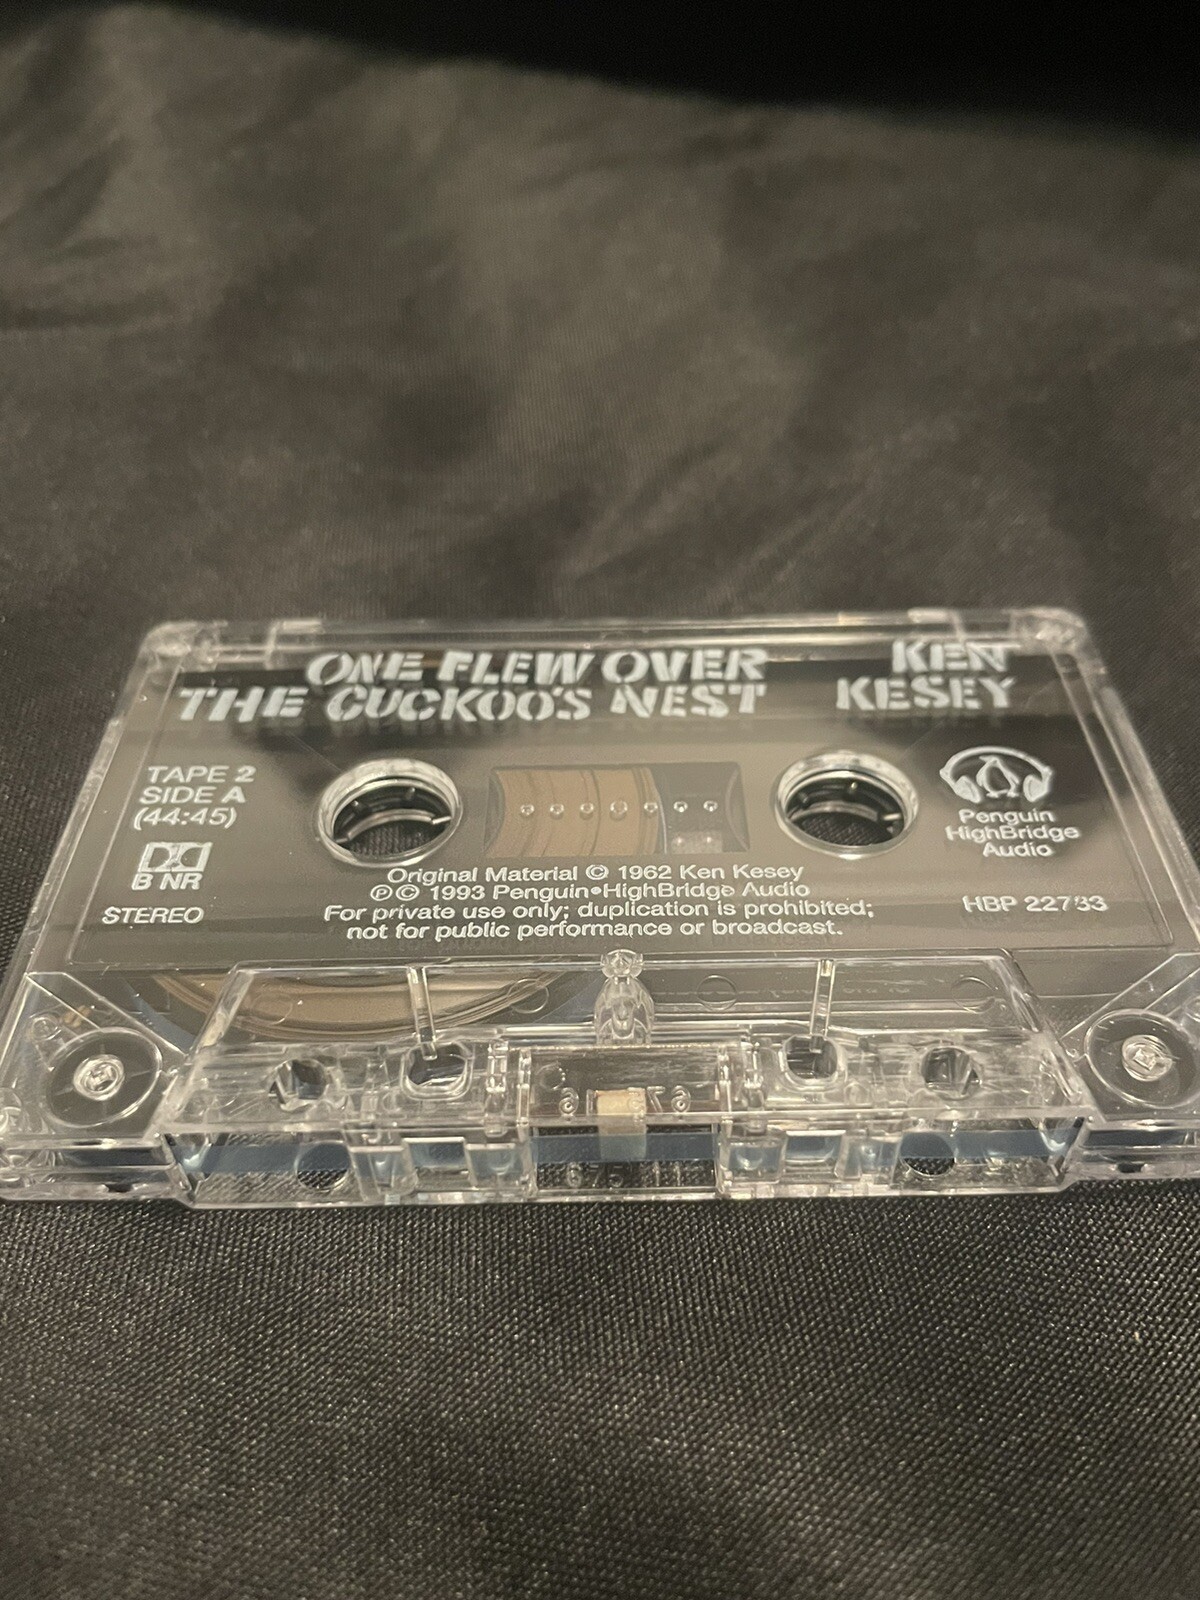 ONE FLEW OVER
THE CUCKOO'S NEST
KEN
KESEY
TAPE 2
SIDE A
(44:45)
B NR
STEREO
Penguin
HighBridge
Audio
HBP 22733
Original Material © 1962 Ken Kesey
℗© 1993 Penguin•HighBridge Audio
For private use only; duplication is prohibited;
not for public performance or broadcast.